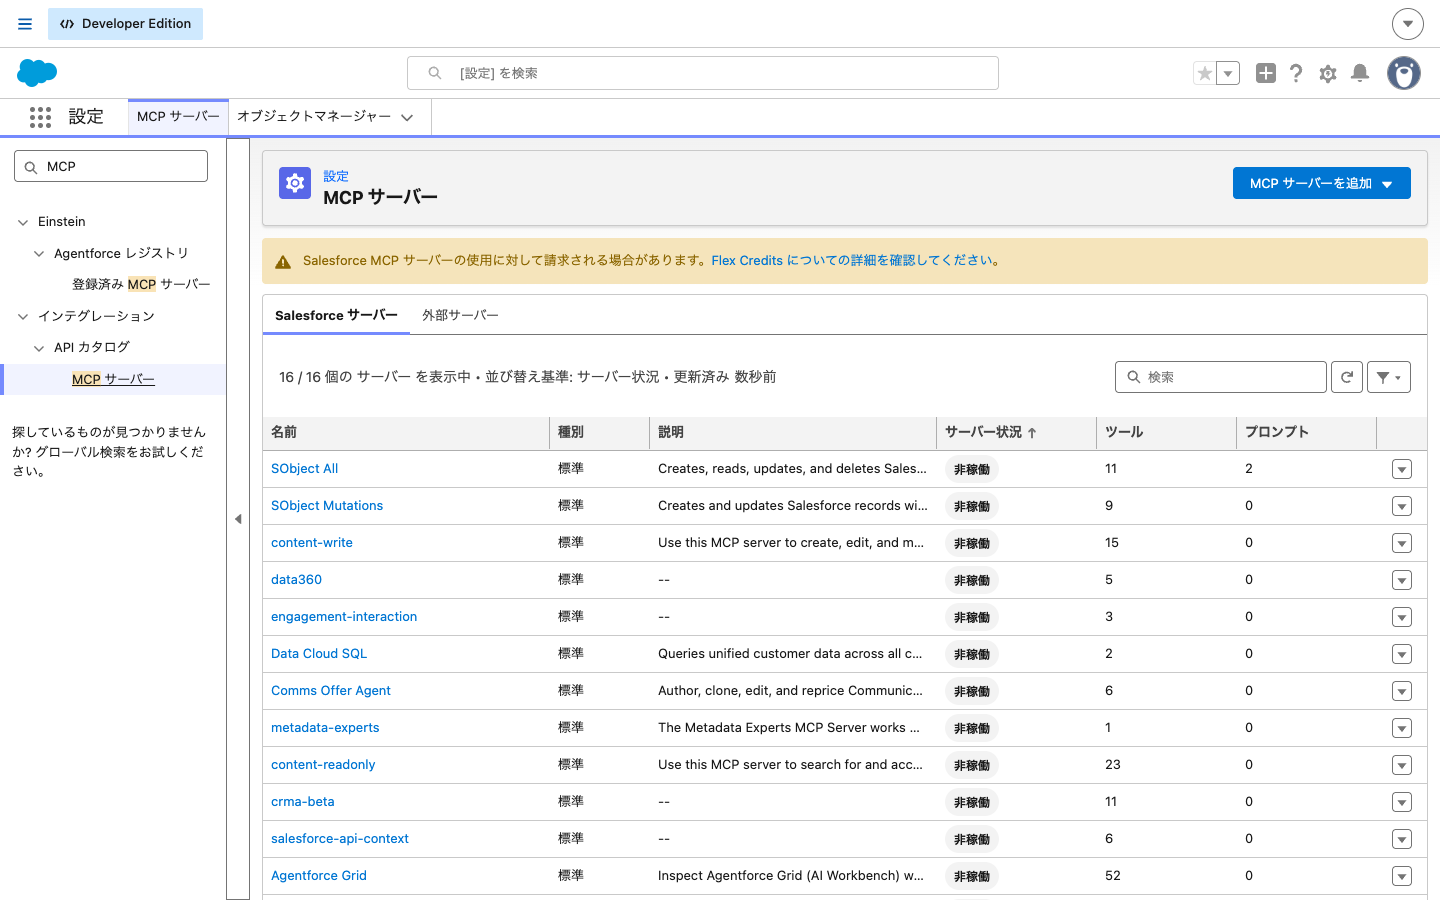 Developer Edition
[設定] を検索
設定
MCP サーバー
オブジェクトマネージャー
MCP
Einstein
Agentforce レジストリ
登録済み MCP サーバー
インテグレーション
API カタログ
MCP サーバー
探しているものが見つかりません
か? グローバル検索をお試しくだ
さい。
設定
MCP サーバー
MCP サーバーを追加
Salesforce MCP サーバーの使用に対して請求される場合があります。Flex Credits についての詳細を確認してください。
Salesforce サーバー 外部サーバー
16 / 16 個の サーバー を表示中 • 並び替え基準: サーバー状況 • 更新済み 数秒前
検索
名前 種別 説明 サーバー状況 ↑ ツール プロンプト
SObject All 標準 Creates, reads, updates, and deletes Sales... 非稼働 11 2
SObject Mutations 標準 Creates and updates Salesforce records wi... 非稼働 9 0
content-write 標準 Use this MCP server to create, edit, and m... 非稼働 15 0
data360 標準 -- 非稼働 5 0
engagement-interaction 標準 -- 非稼働 3 0
Data Cloud SQL 標準 Queries unified customer data across all c... 非稼働 2 0
Comms Offer Agent 標準 Author, clone, edit, and reprice Communic... 非稼働 6 0
metadata-experts 標準 The Metadata Experts MCP Server works ... 非稼働 1 0
content-readonly 標準 Use this MCP server to search for and acc... 非稼働 23 0
crma-beta 標準 -- 非稼働 11 0
salesforce-api-context 標準 -- 非稼働 6 0
Agentforce Grid 標準 Inspect Agentforce Grid (AI Workbench) w... 非稼働 52 0